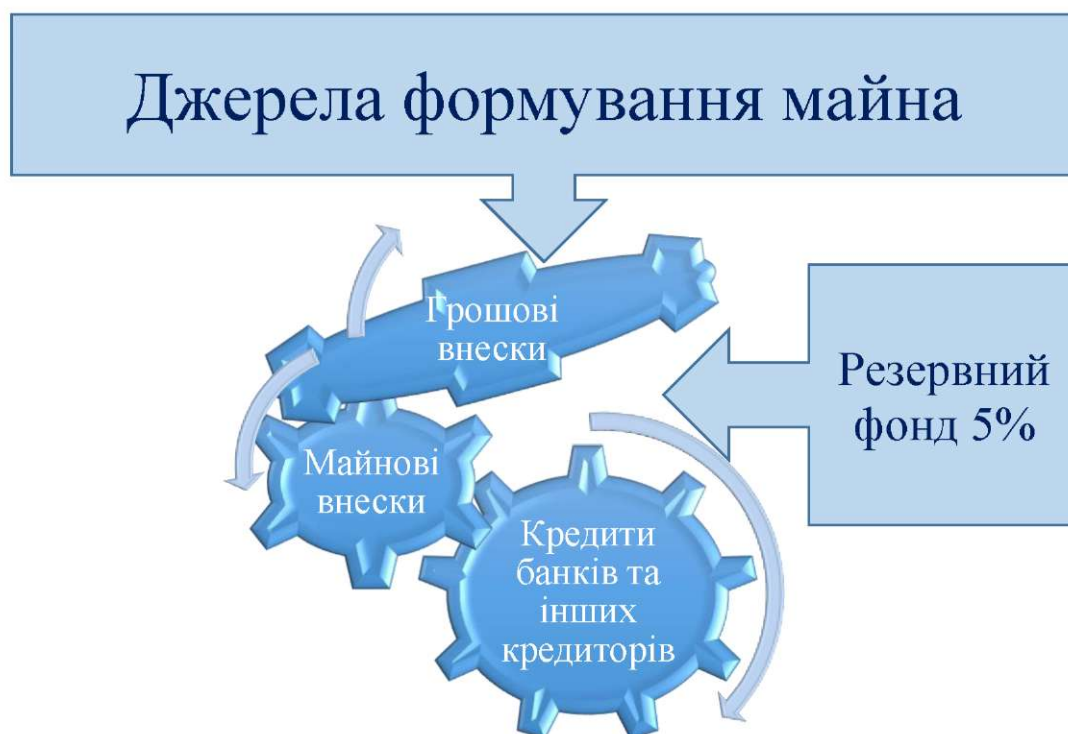 Джерела формування майна
Грошові
внески
Майнові
внески
Кредити
банків та
інших
кредиторів
Резервний
фонд 5%